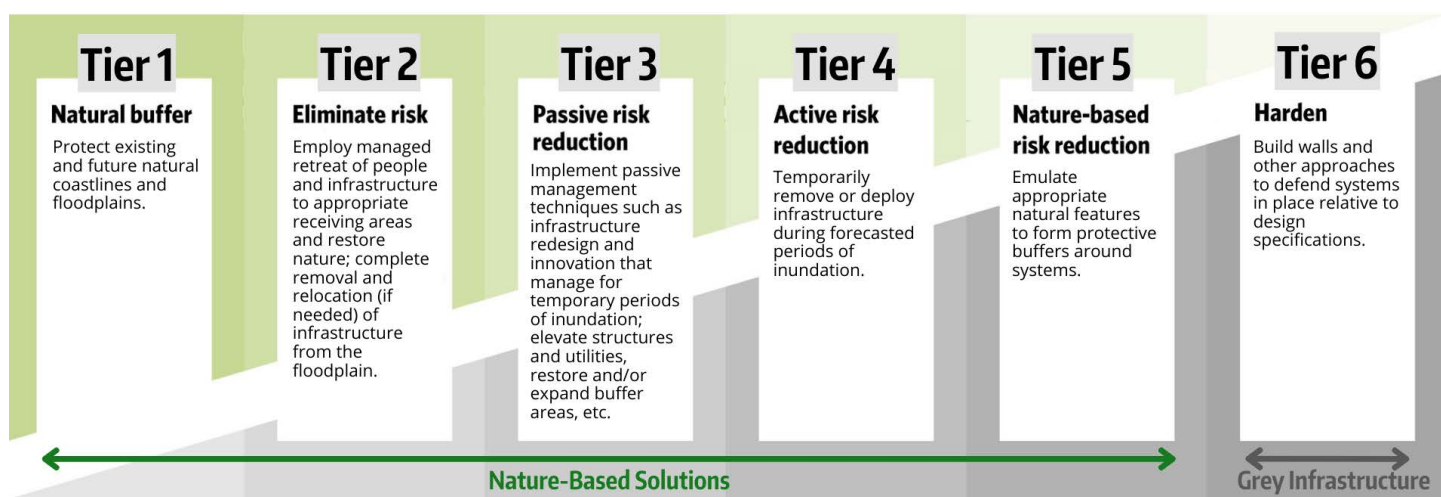 Tier 1
Natural buffer
Protect existing
and future natural
coastlines and
floodplains.
Tier 2
Eliminate risk
Employ managed
retreat of people
and infrastructure
to appropriate
receiving areas
and restore
nature; complete
removal and
relocation (if
needed) of
infrastructure
from the
floodplain.
Tier 3
Passive risk
reduction
Implement passive
management
techniques such as
infrastructure
redesign and
innovation that
manage for
temporary periods
of inundation;
elevate structures
and utilities,
restore and/or
expand buffer
areas, etc.
Tier 4
Active risk
reduction
Temporarily
remove or deploy
infrastructure
during forecasted
periods of
inundation.
Tier 5
Nature-based
risk reduction
Emulate
appropriate
natural features
to form protective
buffers around
systems.
Tier 6
Harden
Build walls and
other approaches
to defend systems
in place relative to
design
specifications.
Nature-Based Solutions
Grey Infrastructure